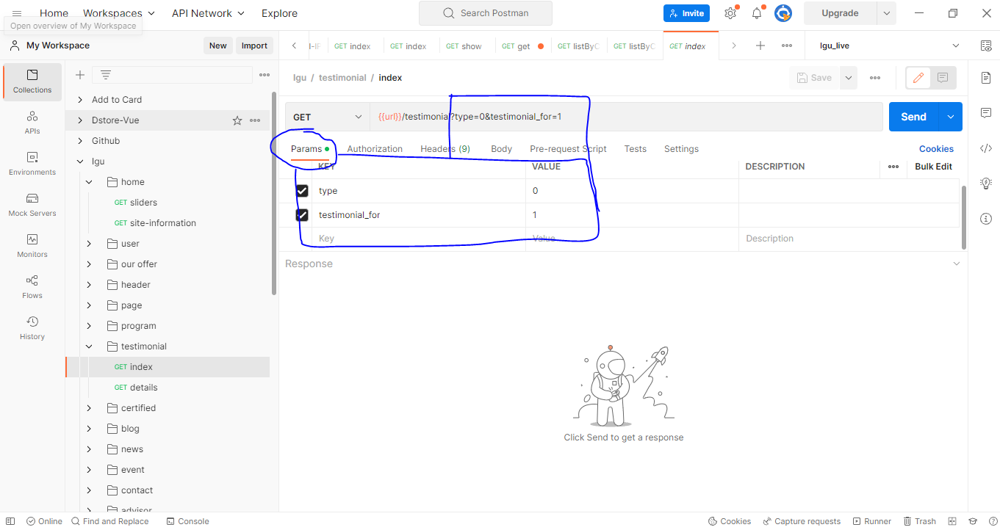 Home Workspaces API Network Explore Search Postman Invite Upgrade
Open overview of My Workspace
My Workspace New Import
GET index GET index GET show GET get GET listByC GET listByC GET index Igu_live
Collections
APIs
Environments
Mock Servers
Monitors
Flows
History
Add to Card
Dstore-Vue
Github
Igu
home
GET sliders
GET site-information
user
our offer
header
page
program
testimonial
GET index
GET details
certified
blog
news
event
contact
advisor
Igu / testimonial / index Save
GET {{url}}/testimonial?type=0&testimonial_for=1 Send
Params Authorization Headers (9) Body Pre-request Script Tests Settings Cookies
KEY VALUE DESCRIPTION Bulk Edit
type 0
testimonial_for 1
Key Value Description
Response
Click Send to get a response
Online Find and Replace Console Cookies Capture requests Runner Trash